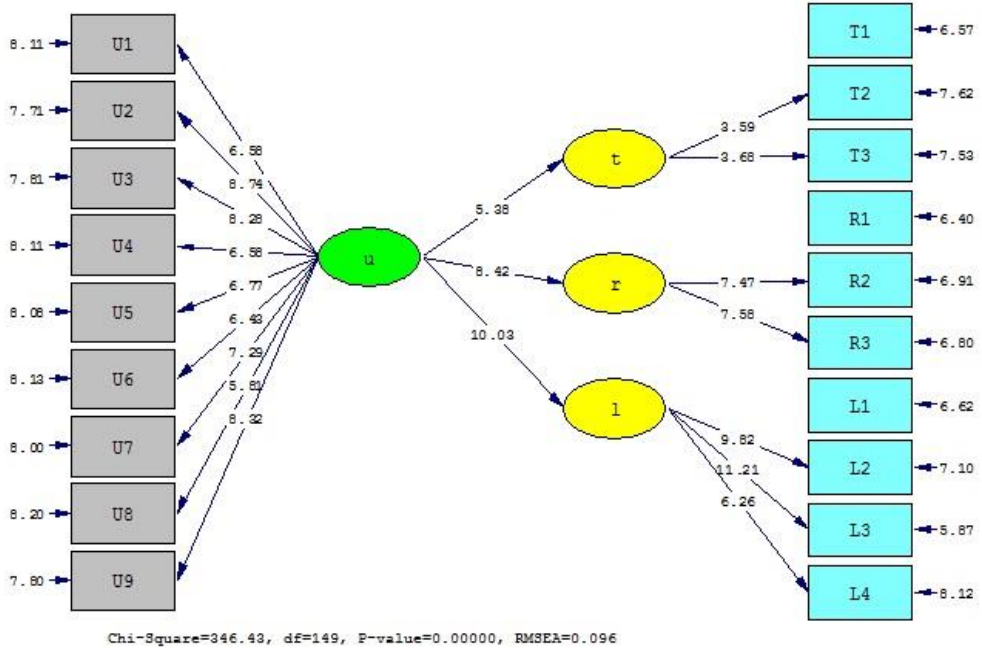 8.11 U1
7.71 U2
7.81 U3
8.11 U4
8.08 U5
8.13 U6
8.00 U7
8.20 U8
7.80 U9
6.58
8.74
8.28
6.58
6.77
6.43
7.29
5.81
8.32
u
5.38
8.42
10.03
t
r
l
3.59
3.68
7.47
7.58
9.82
11.21
6.26
T1 6.57
T2 7.62
T3 7.53
R1 6.40
R2 6.91
R3 6.80
L1 6.62
L2 7.10
L3 5.87
L4 8.12
Chi-Square=346.43, df=149, P-value=0.00000, RMSEA=0.096